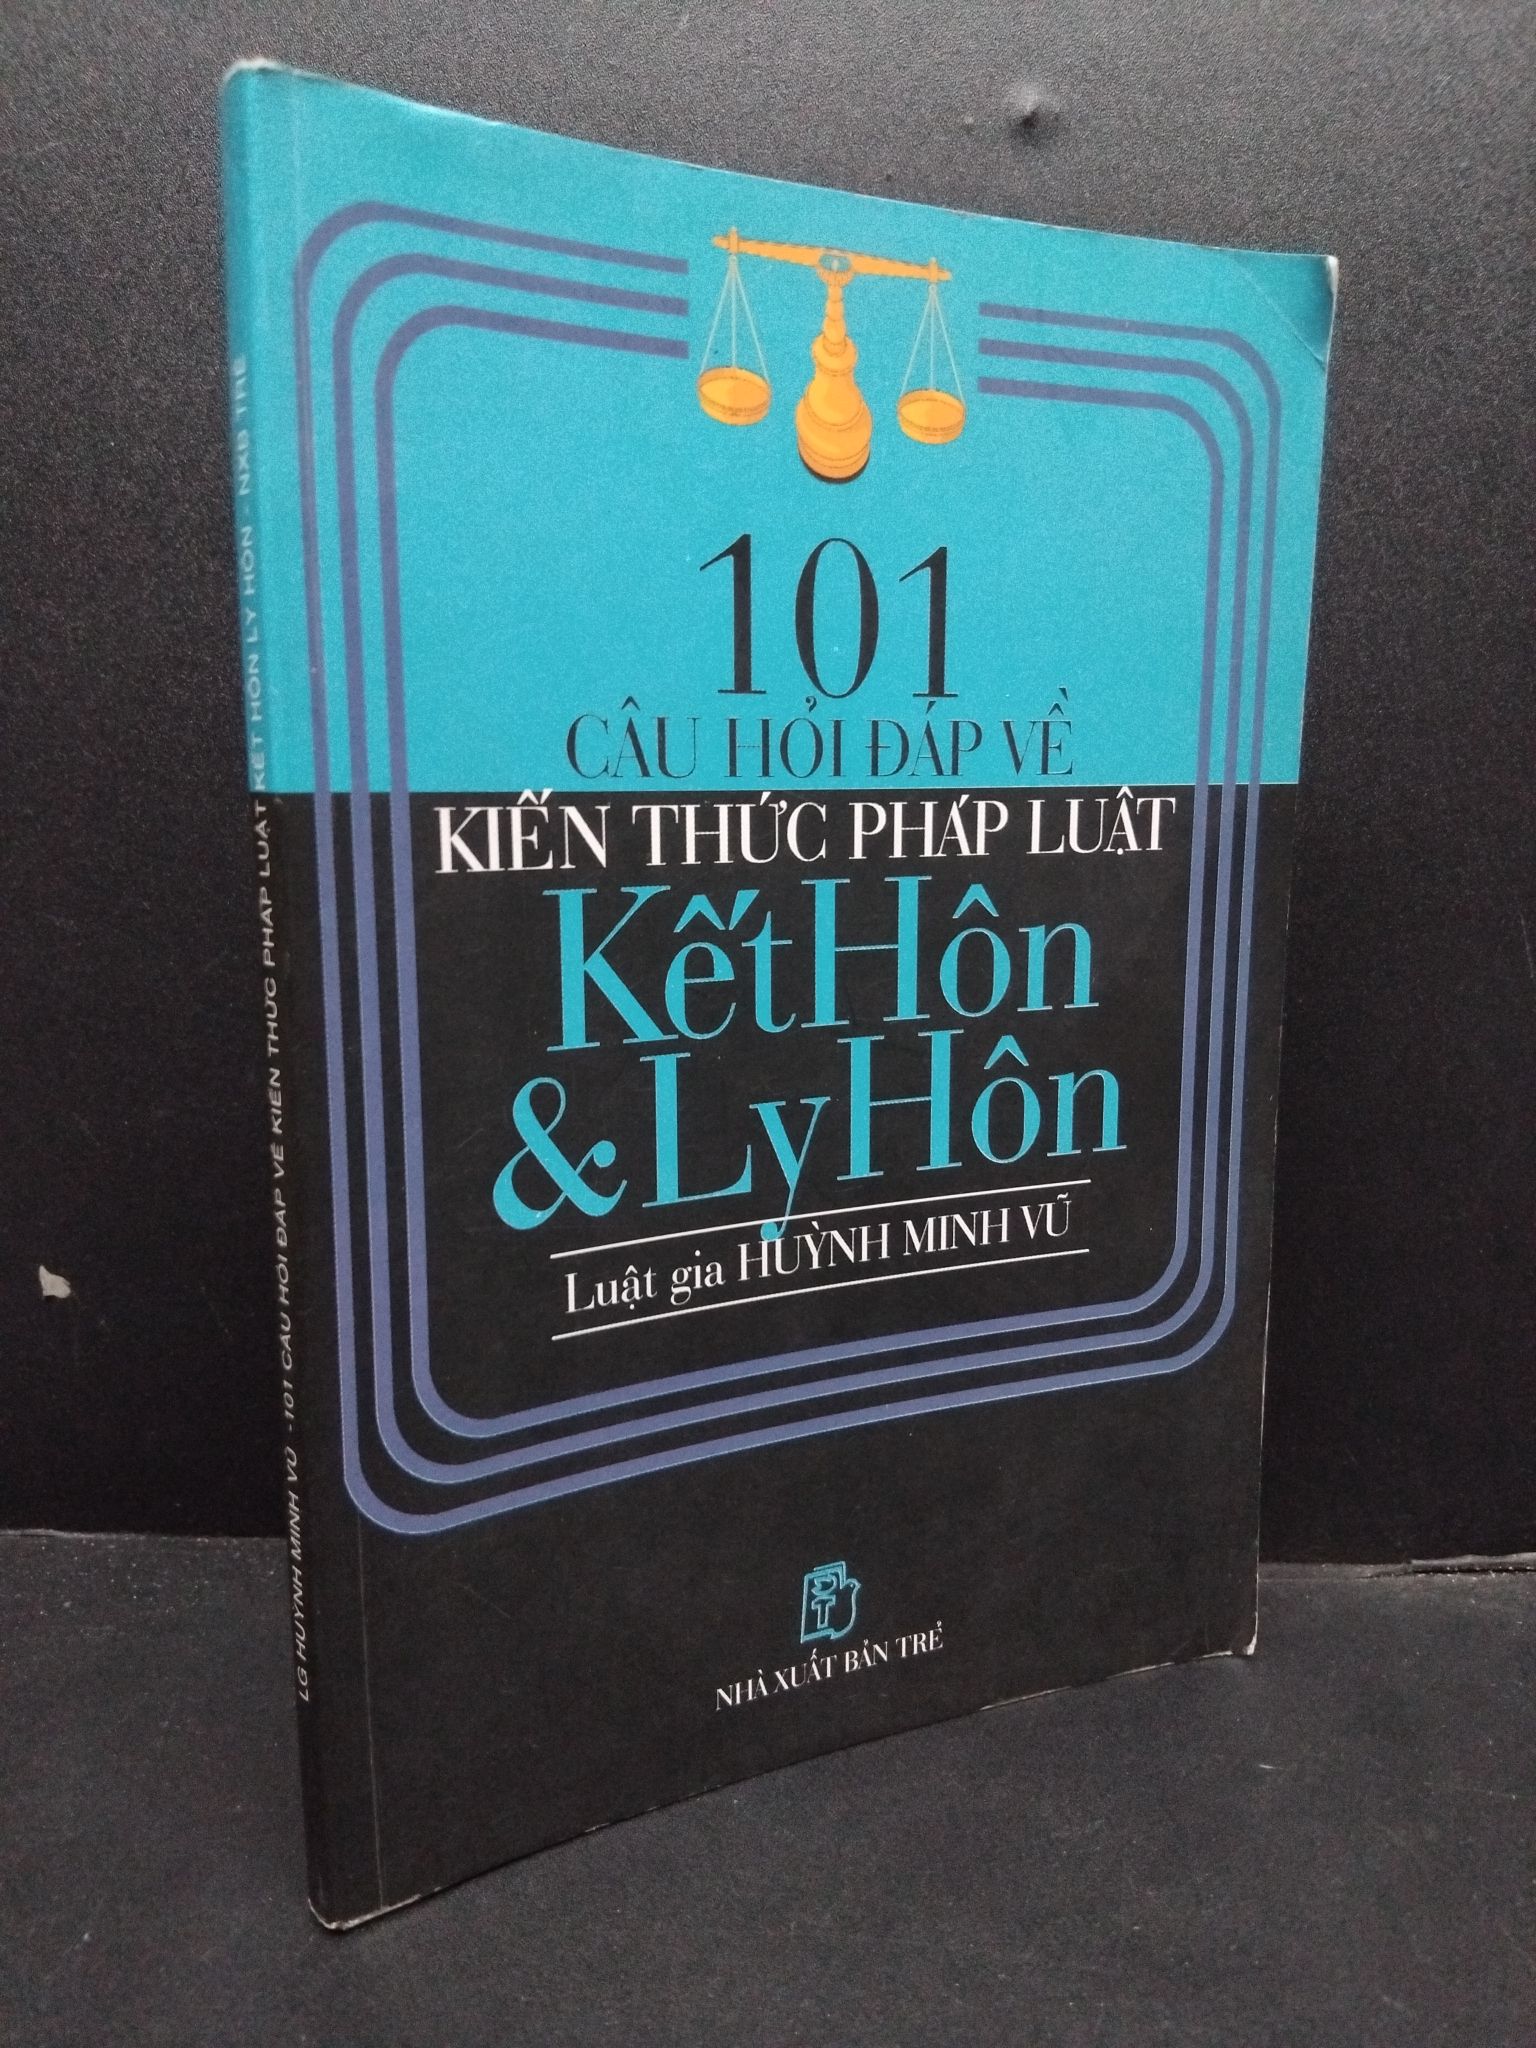 101
CÂU HỎI ĐÁP VỀ
KIẾN THỨC PHÁP LUẬT
Kết Hôn
& Ly Hôn
Luật gia HUỲNH MINH VŨ
ĐT
NHÀ XUẤT BẢN TRẺ
LG HUỲNH MINH VŨ - 101 CÂU HỎI ĐÁP VỀ KIẾN THỨC PHÁP LUẬT KẾT HÔN LY HÔN - NXB TRẺ